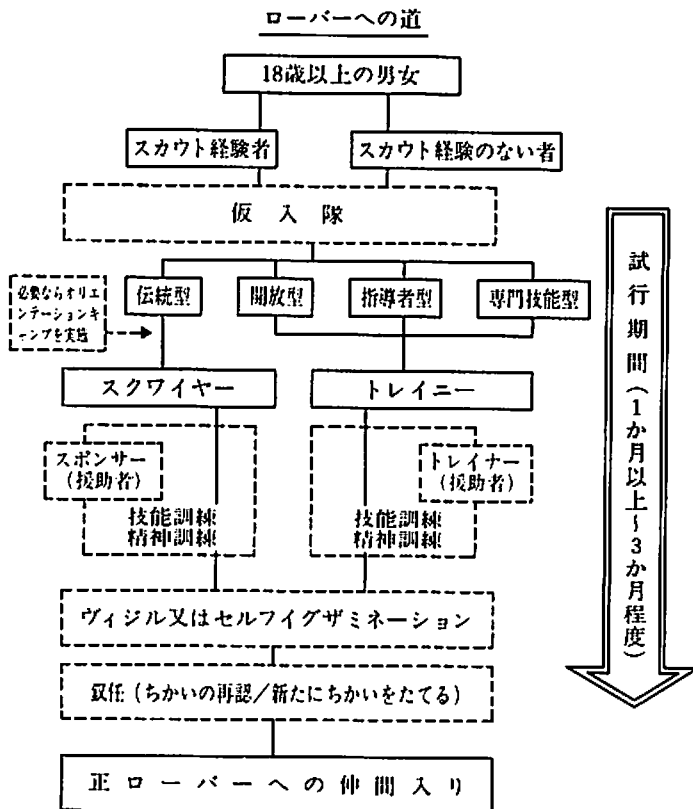 ローバーへの道
18歳以上の男女
スカウト経験者
スカウト経験のない者
仮入隊
必要ならオリエ
ンテーションキ
ャンプを実施
伝統型
開放型
指導者型
専門技能型
スクワイヤー
トレイニー
スポンサー
(援助者)
技能訓練
精神訓練
トレイナー
(援助者)
技能訓練
精神訓練
ヴィジル又はセルフイグザミネーション
叙任(ちかいの再認/新たにちかいをたてる)
正ローバーへの仲間入り
試行期間(1か月以上~3か月程度)